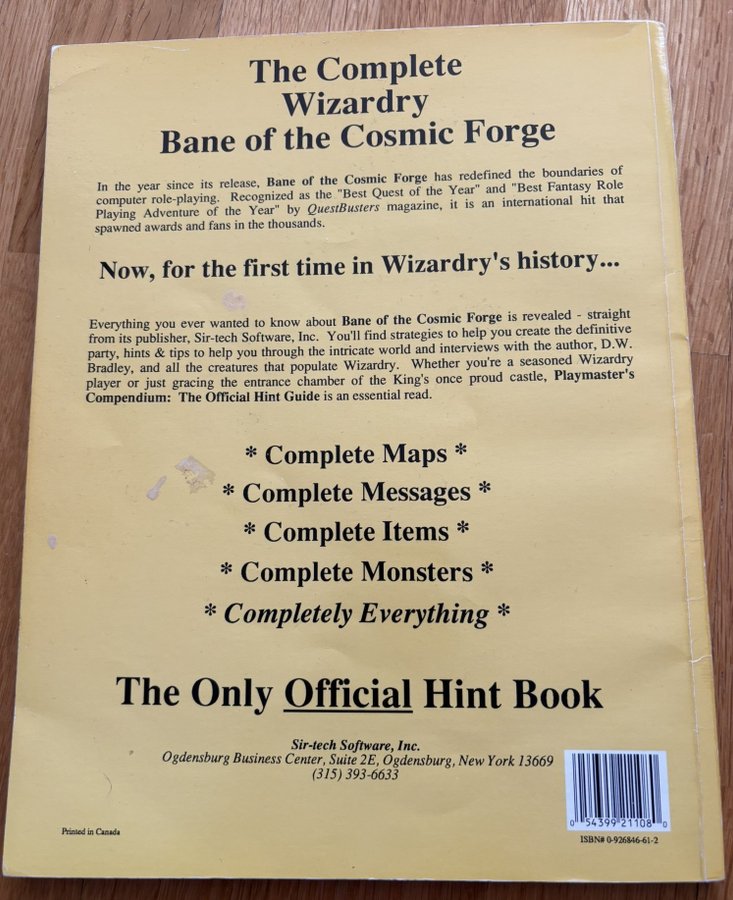 The Complete
Wizardry
Bane of the Cosmic Forge
In the year since its release, Bane of the Cosmic Forge has redefined the boundaries of
computer role-playing. Recognized as the "Best Quest of the Year" and "Best Fantasy Role
Playing Adventure of the Year" by QuestBusters magazine, it is an international hit that
spawned awards and fans in the thousands.
Now, for the first time in Wizardry's history...
Everything you ever wanted to know about Bane of the Cosmic Forge is revealed - straight
from its publisher, Sir-tech Software, Inc. You'll find strategies to help you create the definitive
party, hints & tips to help you through the intricate world and interviews with the author, D.W.
Bradley, and all the creatures that populate Wizardry. Whether you're a seasoned Wizardry
player or just gracing the entrance chamber of the King's once proud castle, Playmaster's
Compendium: The Official Hint Guide is an essential read.
* Complete Maps *
* Complete Messages *
* Complete Items *
* Complete Monsters *
* Completely Everything *
The Only Official Hint Book
Sir-tech Software, Inc.
Ogdensburg Business Center, Suite 2E, Ogdensburg, New York 13669
(315) 393-6633
0 54399 21108 0
ISBN# 0-926846-61-2
Printed in Canada